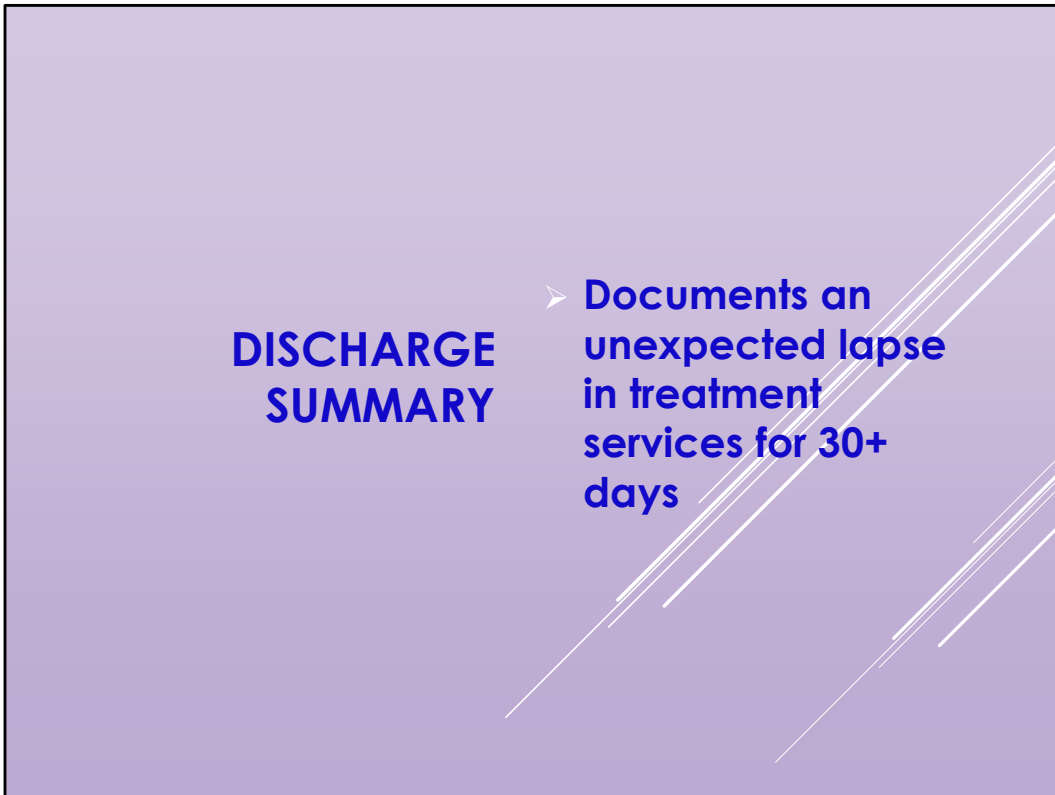 DISCHARGE
SUMMARY
Documents an
unexpected lapse
in treatment
services for 30+
days